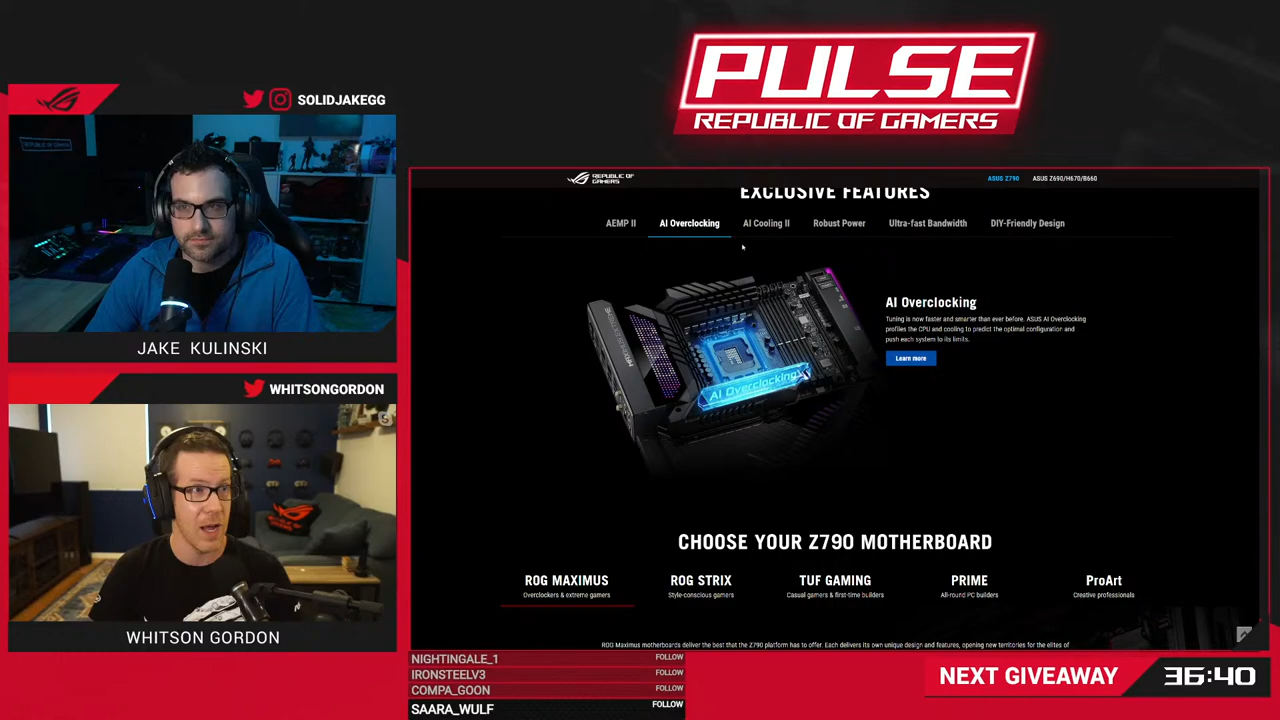 SOLIDJAKEGG
JAKE KULINSKI
WHITSONGORDON
WHITSON GORDON
PULSE
REPUBLIC OF GAMERS
REPUBLIC OF GAMERS
ASUS Z790 ASUS Z690/H670/B660
EXCLUSIVE FEATURES
AEMP II AI Overclocking AI Cooling II Robust Power Ultra-fast Bandwidth DIY-Friendly Design
AI Overclocking
AI Overclocking
Tuning is now faster and smarter than ever before. ASUS AI Overclocking
profiles the CPU and cooling to predict the optimal configuration and
push each system to its limits.
Learn more
CHOOSE YOUR Z790 MOTHERBOARD
ROG MAXIMUS ROG STRIX TUF GAMING PRIME ProArt
Overclockers & extreme gamers Style-conscious gamers Casual gamers & first-time builders All-round PC builders Creative professionals
ROG Maximus motherboards deliver the best that the Z790 platform has to offer. Each delivers its own unique design and features, opening new territories for the elites of
NIGHTINGALE_1 FOLLOW
IRONSTEELV3 FOLLOW
COMPA_GOON FOLLOW
SAARA_WULF FOLLOW
NEXT GIVEAWAY 36:40